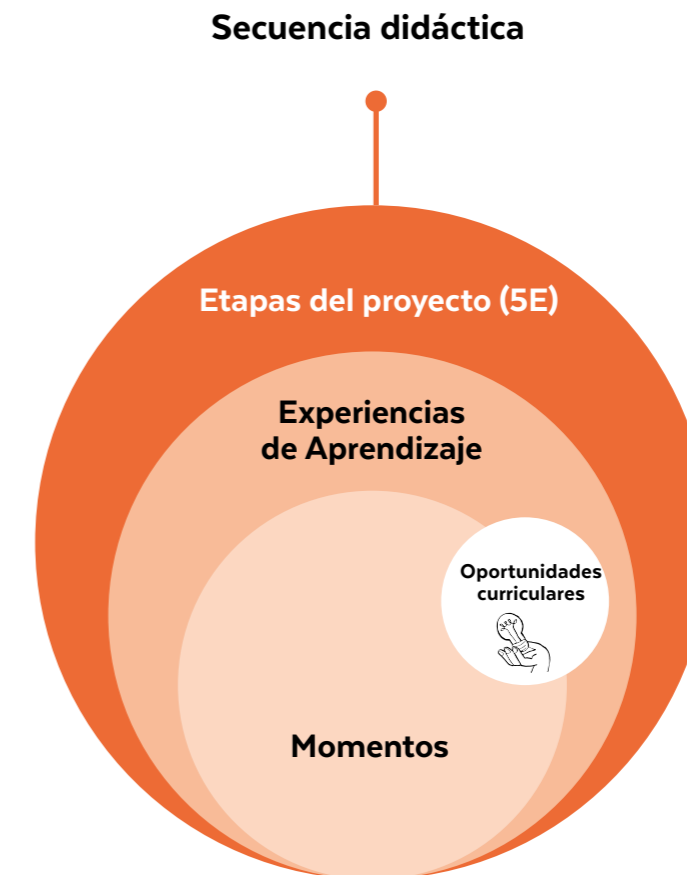 Secuencia didáctica
Etapas del proyecto (5E)
Experiencias
de Aprendizaje
Oportunidades
curriculares
Momentos